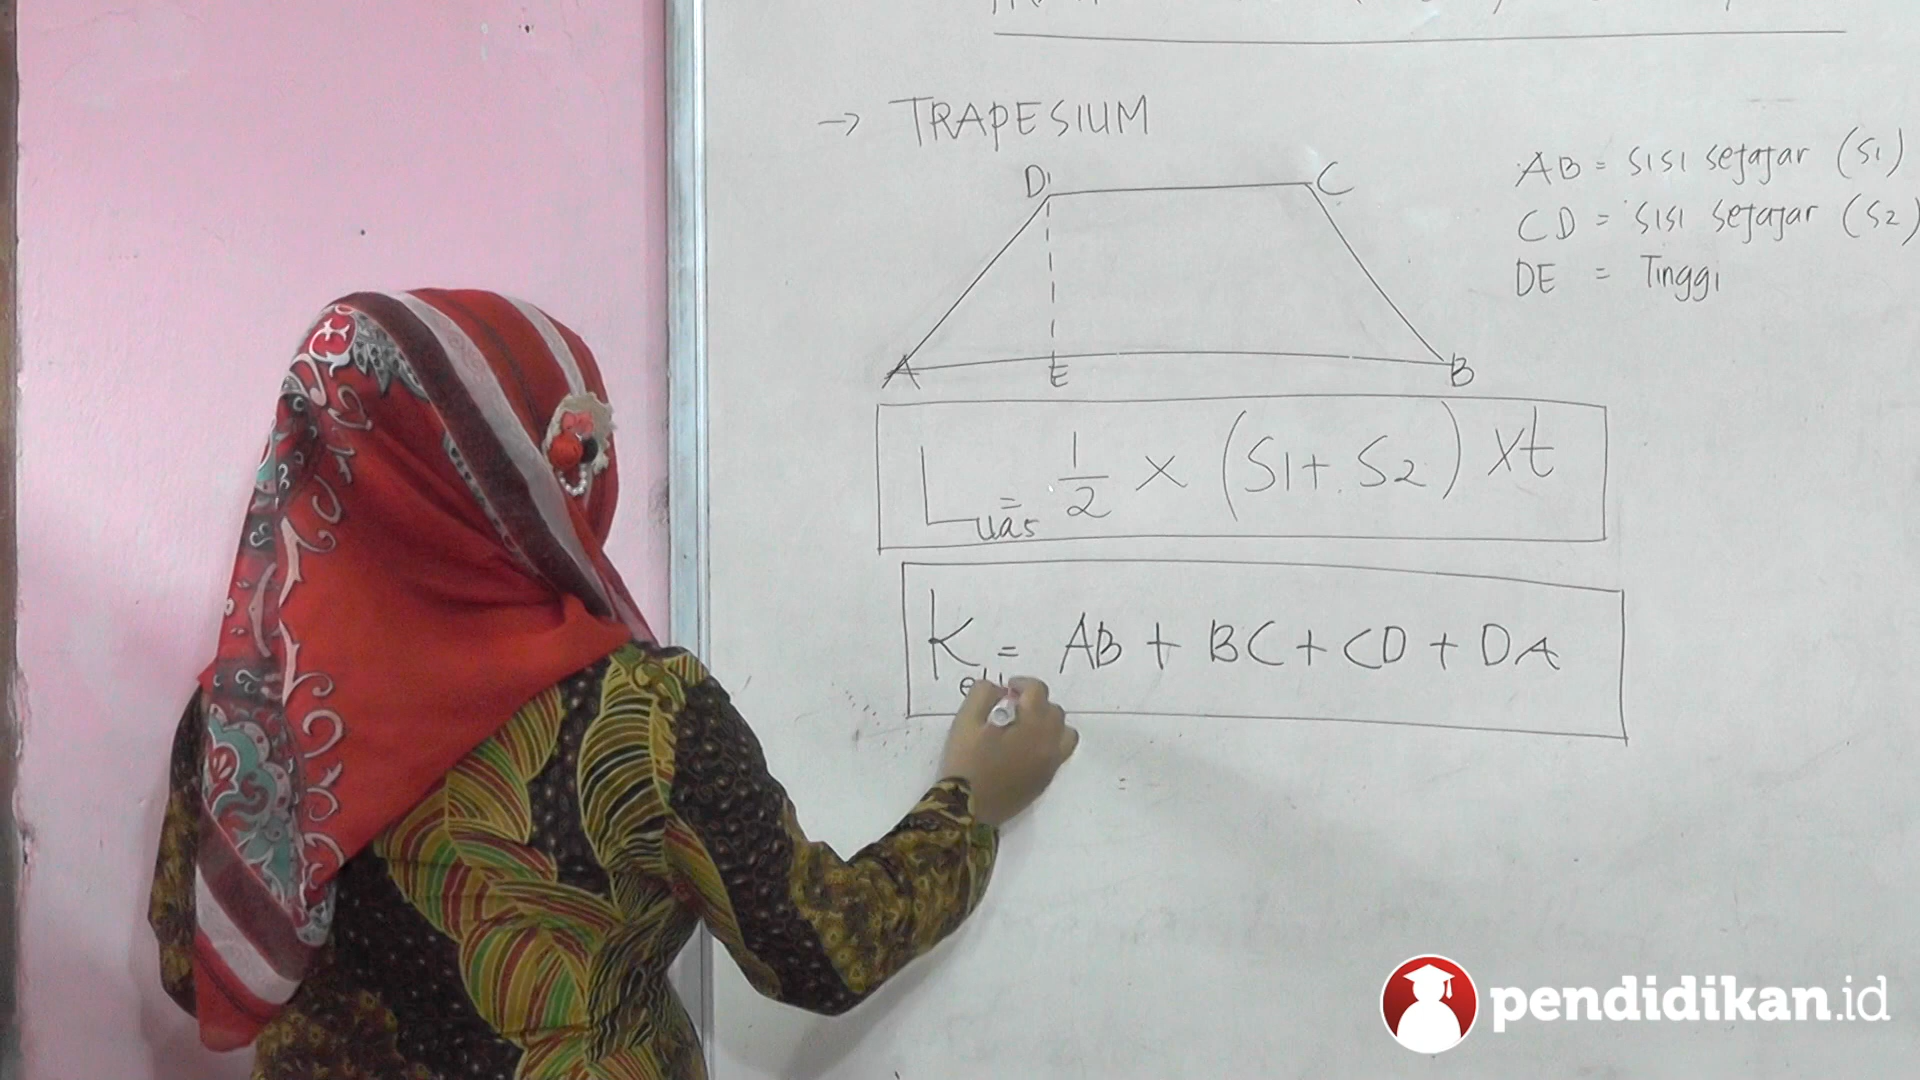 → TRAPESIUM
D C
A E B
AB = sisi sejajar (S1)
CD = sisi sejajar (S2)
DE = Tinggi
Luas = 1/2 × (S1 + S2) × t
K = AB + BC + CD + DA
pendidikan.id